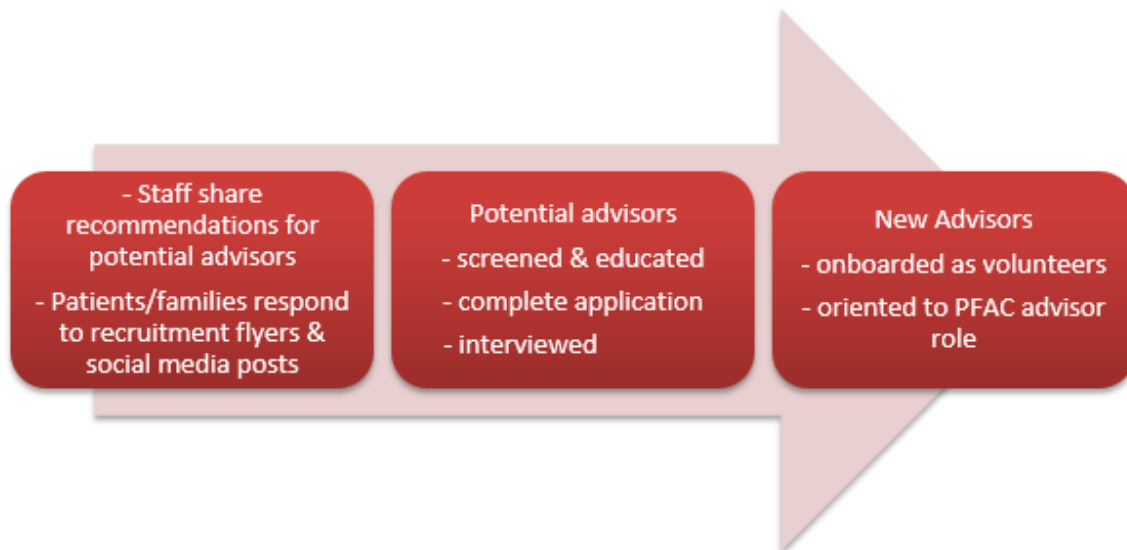 - Staff share
recommendations for
potential advisors
- Patients/families respond
to recruitment flyers &
social media posts
Potential advisors
- screened & educated
- complete application
- interviewed
New Advisors
- onboarded as volunteers
- oriented to PFAC advisor
role